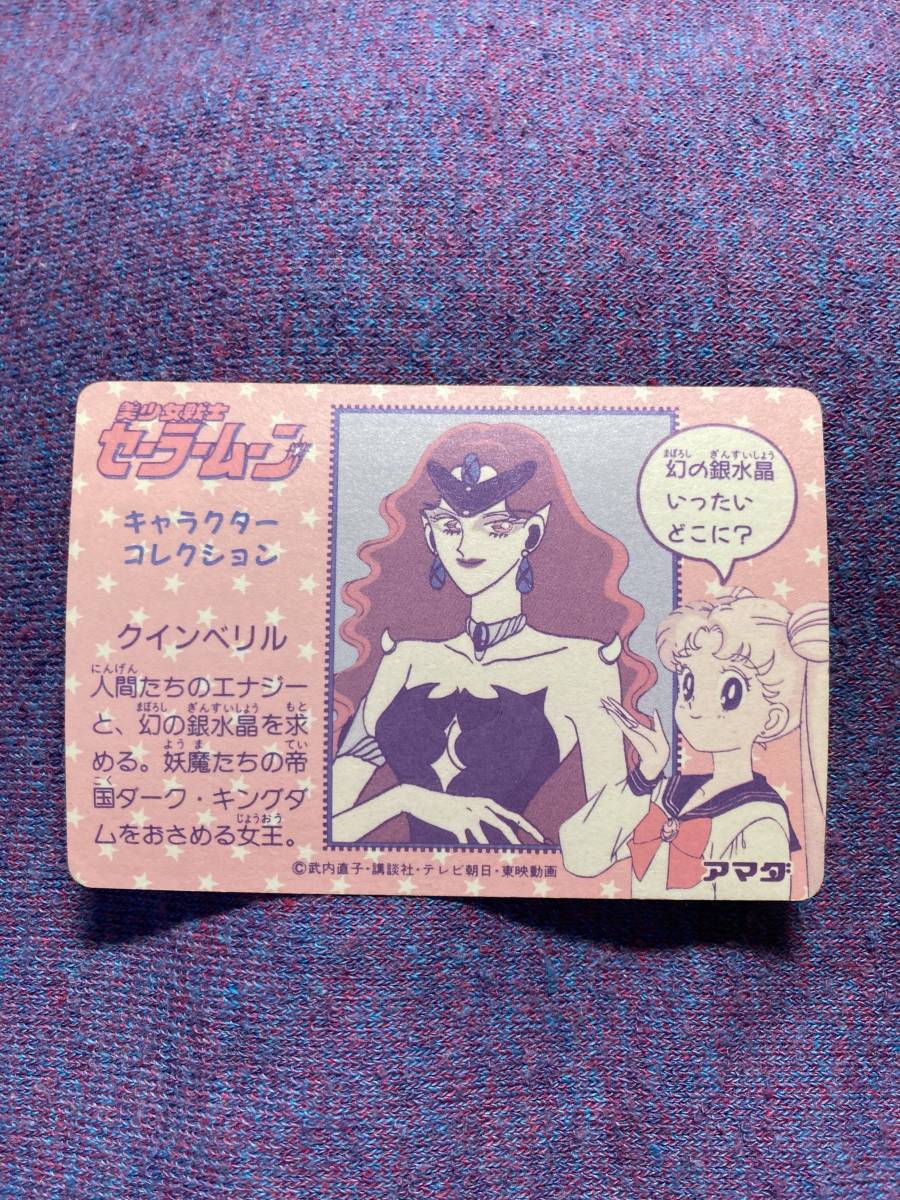 美少女戦士
セーラームーン
キャラクター
コレクション
クインベリル
にんげん
人間たちのエナジー
まぼろし ぎんすいしょう もと
と、幻の銀水晶を求
ようま てい
める。妖魔たちの帝
こく
国ダーク・キングダ
じょうおう
ムをおさめる女王。
まぼろし ぎんすいしょう
幻の銀水晶
いったい
どこに?
©武内直子・講談社・テレビ朝日・東映動画
アマダ